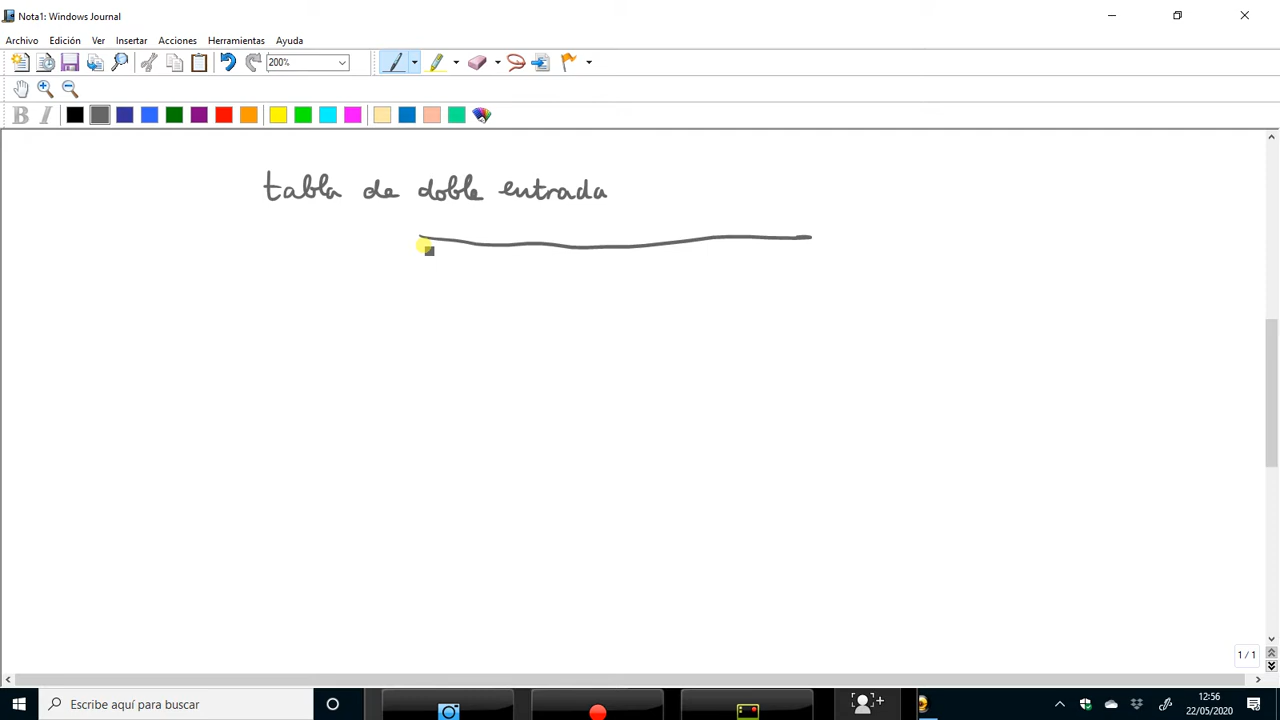 Nota1: Windows Journal
Archivo Edición Ver Insertar Acciones Herramientas Ayuda
200%
B I
tabla de doble entrada
1 / 1
Escribe aquí para buscar
12:56
22/05/2020